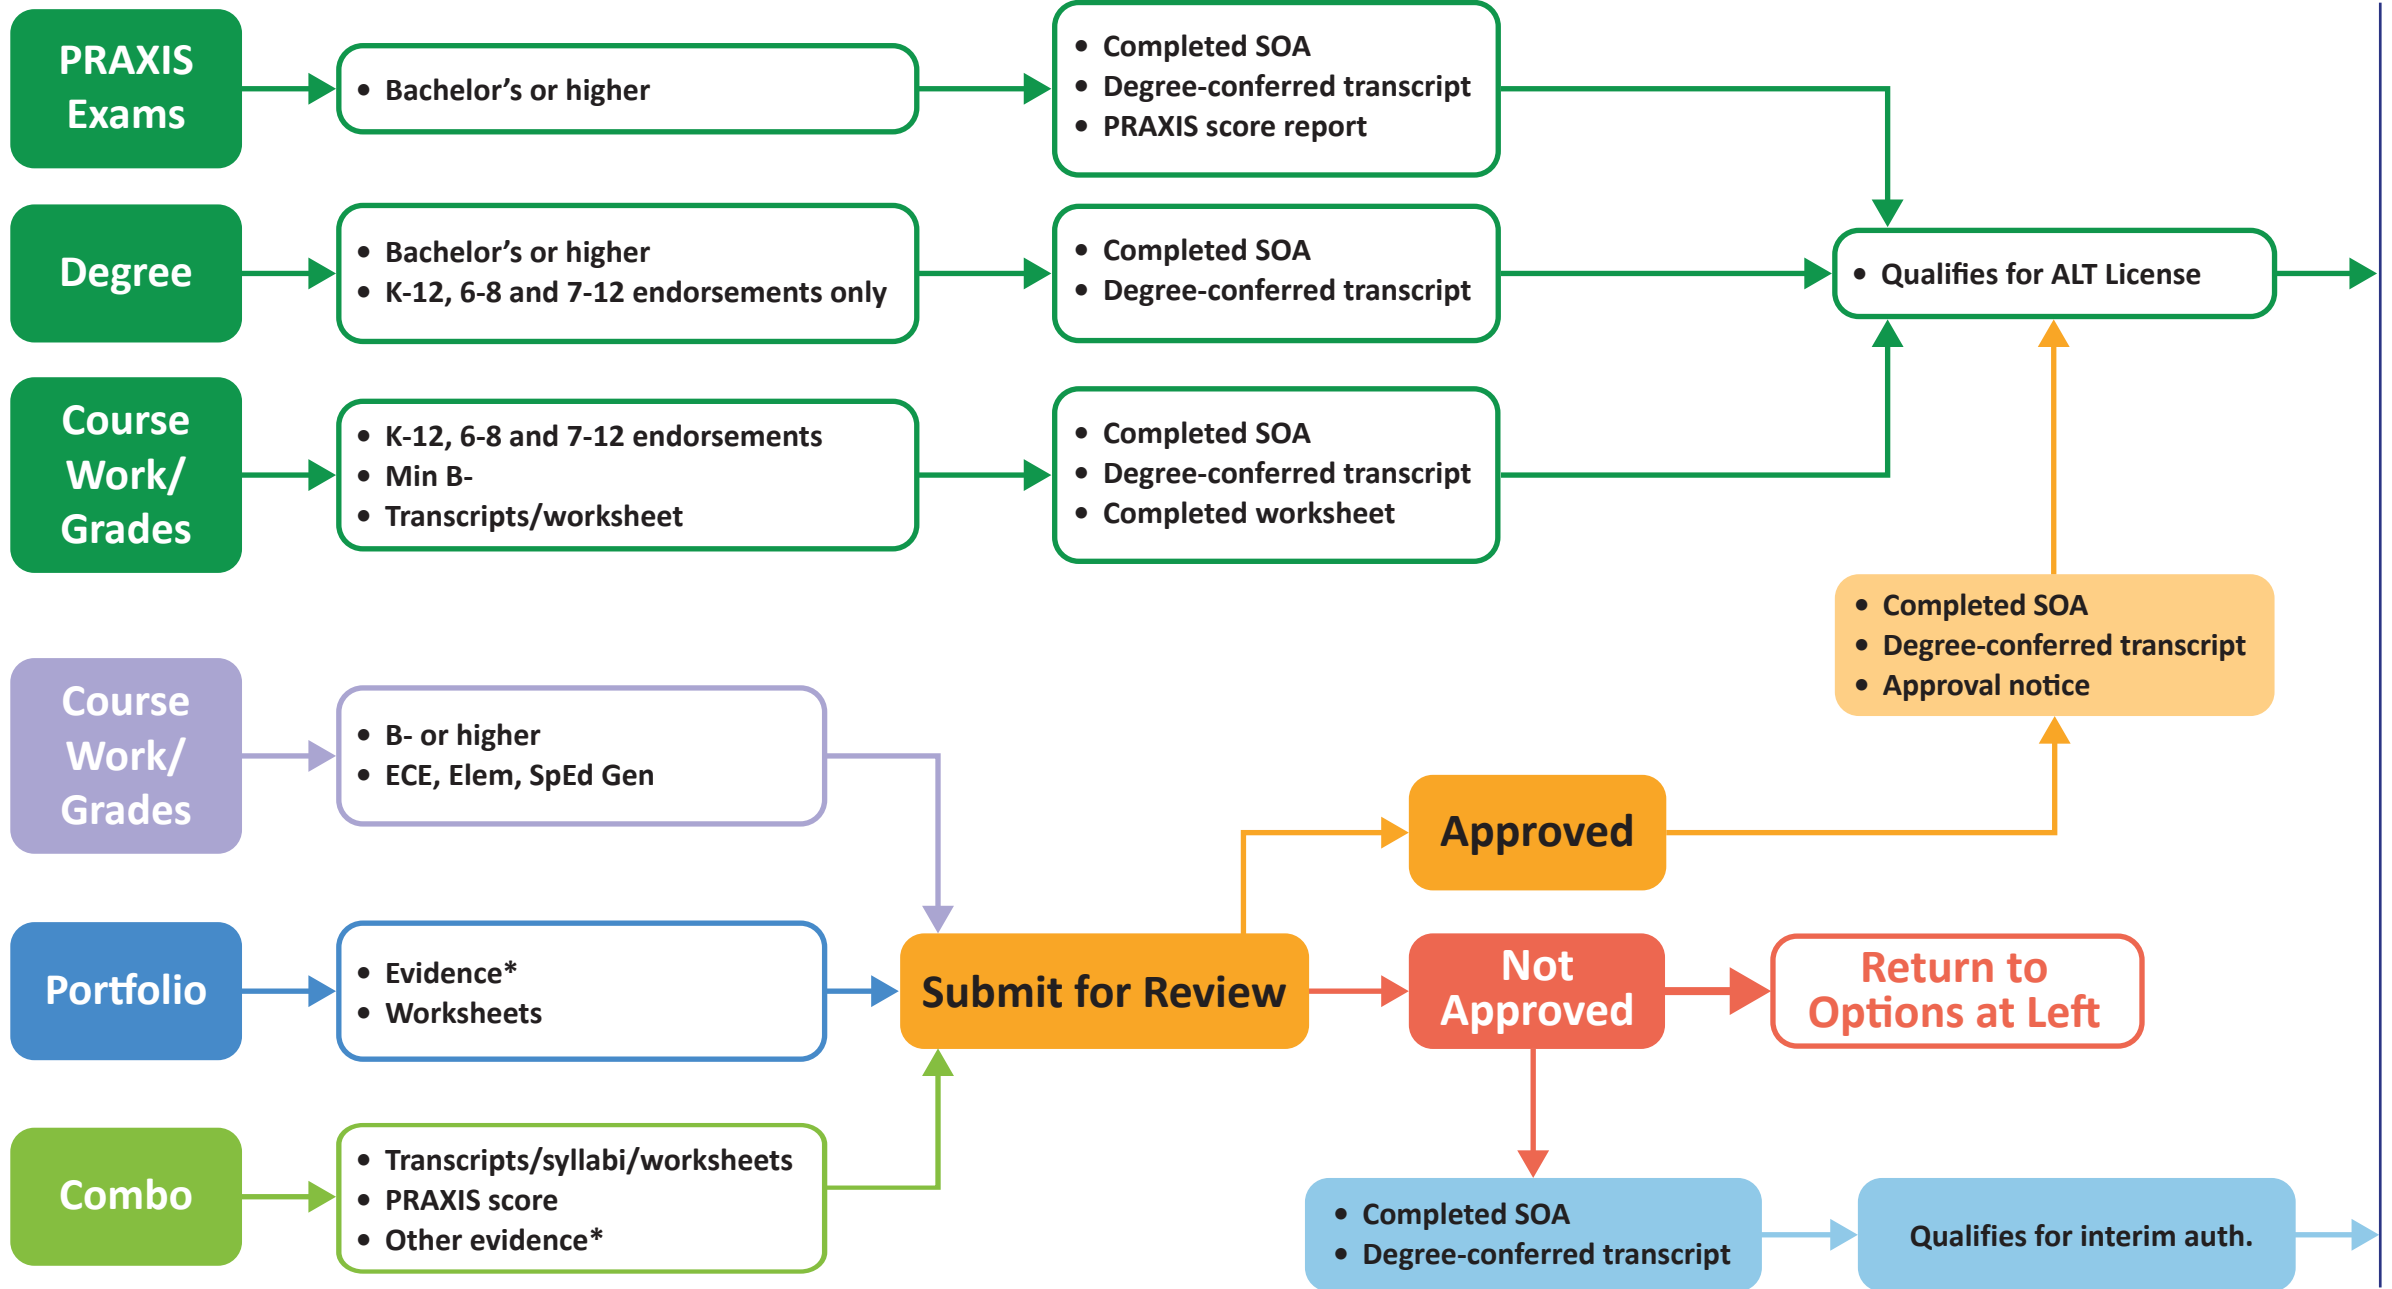 PRAXIS
Exams
• Bachelor's or higher
• Completed SOA
• Degree-conferred transcript
• PRAXIS score report
Degree
• Bachelor's or higher
• K-12, 6-8 and 7-12 endorsements only
• Completed SOA
• Degree-conferred transcript
• Qualifies for ALT License
Course
Work/
Grades
• K-12, 6-8 and 7-12 endorsements
• Min B-
• Transcripts/worksheet
• Completed SOA
• Degree-conferred transcript
• Completed worksheet
• Completed SOA
• Degree-conferred transcript
• Approval notice
Course
Work/
Grades
• B- or higher
• ECE, Elem, SpEd Gen
Approved
Portfolio
• Evidence*
• Worksheets
Submit for Review
Not
Approved
Return to
Options at Left
Combo
• Transcripts/syllabi/worksheets
• PRAXIS score
• Other evidence*
• Completed SOA
• Degree-conferred transcript
Qualifies for interim auth.